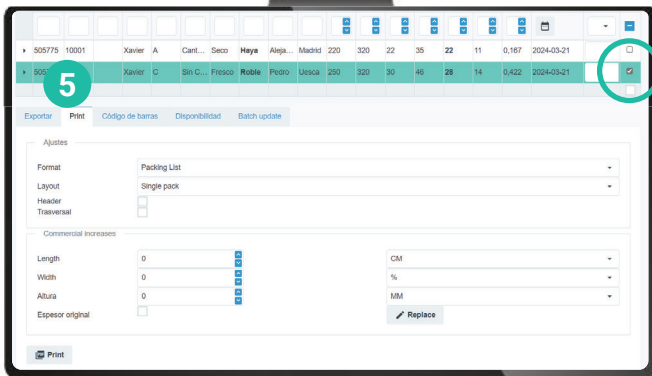 505775 10001 Xavier A Cant... Seco Haya Aleja... Madrid 220 320 22 35 22 11 0,167 2024-03-21
Xavier C Sin C... Fresco Roble Pedro Uesca 250 320 30 46 28 14 0,422 2024-03-21
5
Exportar Print Código de barras Disponibilidad Batch update
Ajustes
Format Packing List
Layout Single pack
Header
Trasversal
Commercial increases
Length 0 CM
Width 0 %
Altura 0 MM
Espesor original Replace
Print